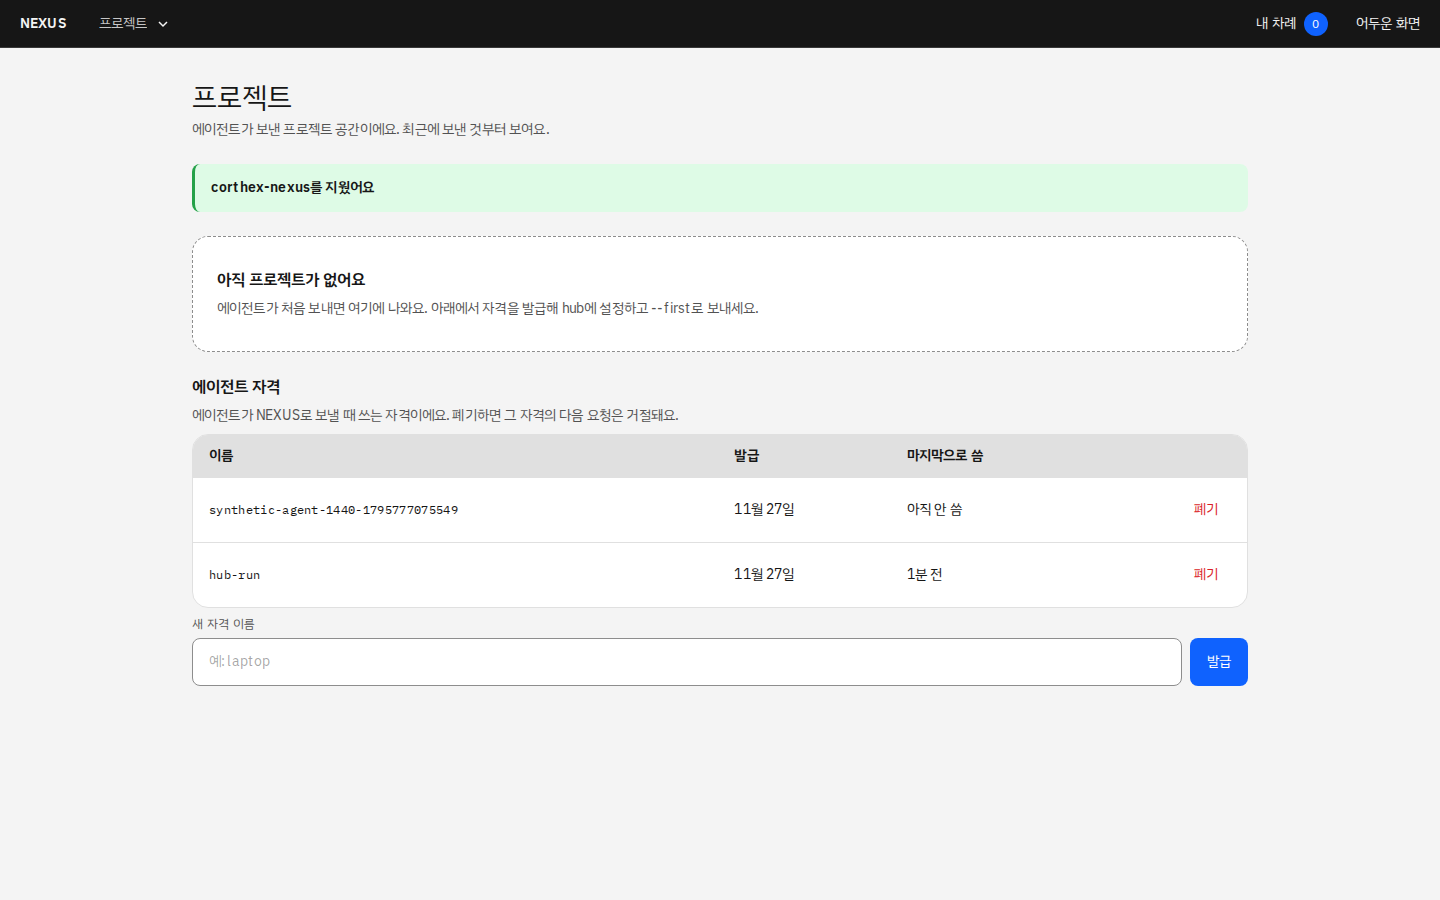 NEXUS 프로젝트 내 차례 0 어두운 화면
프로젝트
에이전트가 보낸 프로젝트 공간이에요. 최근에 보낸 것부터 보여요.
corthex-nexus를 지웠어요
아직 프로젝트가 없어요
에이전트가 처음 보내면 여기에 나와요. 아래에서 자격을 발급해 hub에 설정하고 --first로 보내세요.
에이전트 자격
에이전트가 NEXUS로 보낼 때 쓰는 자격이에요. 폐기하면 그 자격의 다음 요청은 거절돼요.
이름 발급 마지막으로 씀
synthetic-agent-1440-1795777075549 11월 27일 아직 안 씀 폐기
hub-run 11월 27일 1분 전 폐기
새 자격 이름
예: laptop 발급